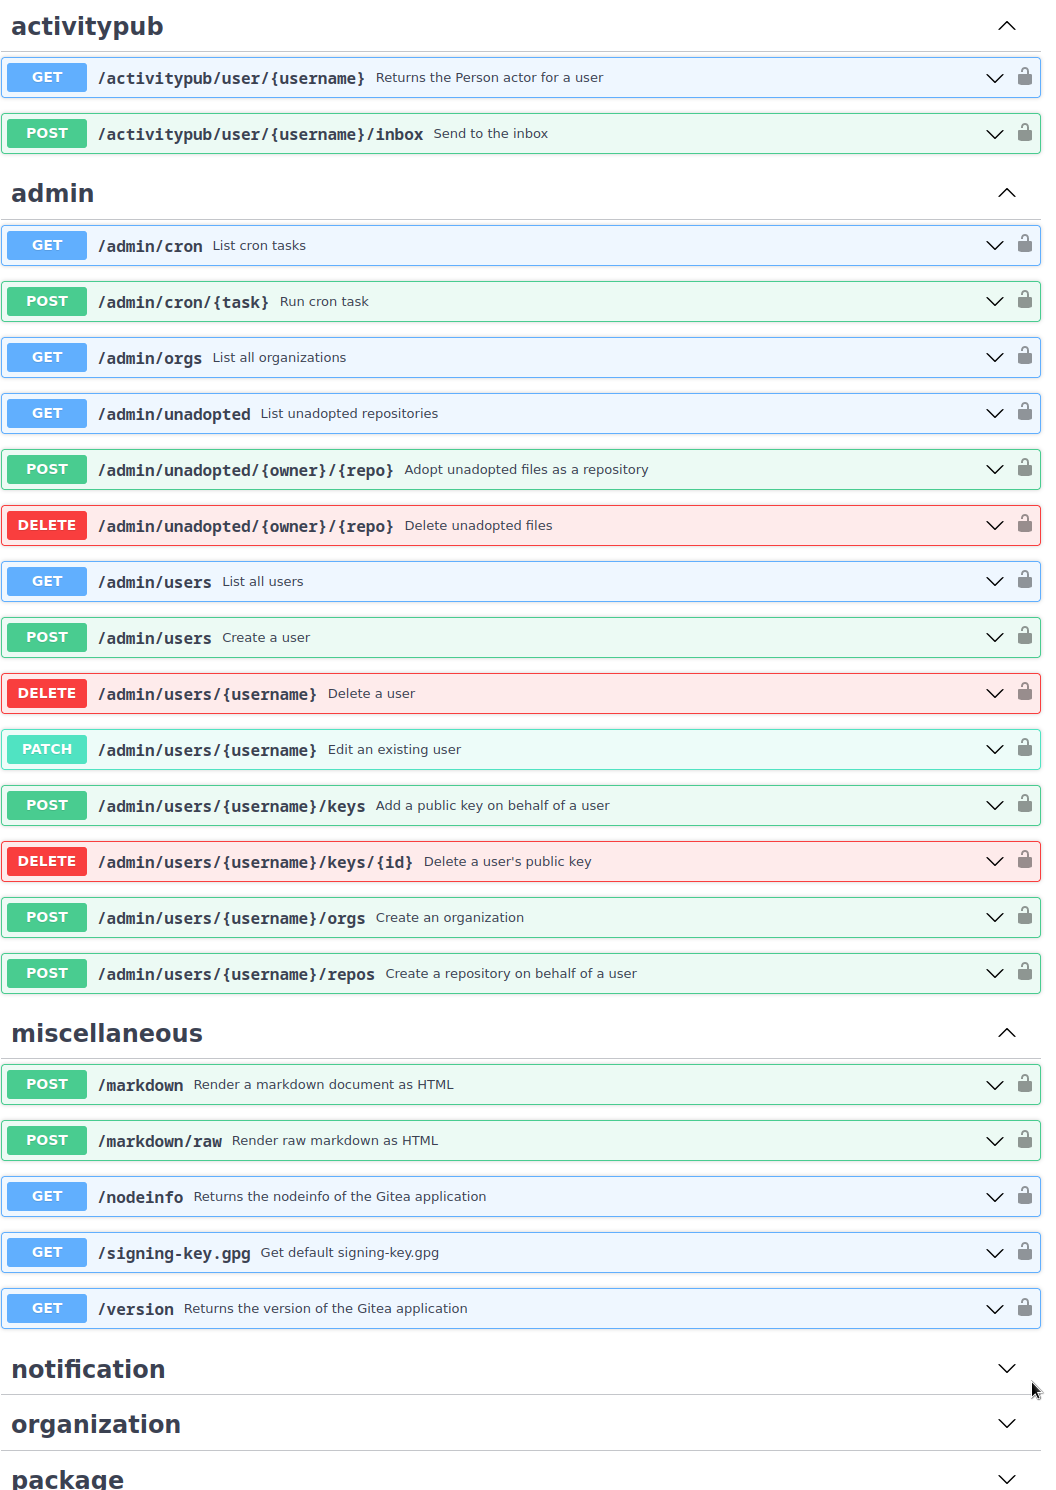 activitypub
GET /activitypub/user/{username} Returns the Person actor for a user
POST /activitypub/user/{username}/inbox Send to the inbox
admin
GET /admin/cron List cron tasks
POST /admin/cron/{task} Run cron task
GET /admin/orgs List all organizations
GET /admin/unadopted List unadopted repositories
POST /admin/unadopted/{owner}/{repo} Adopt unadopted files as a repository
DELETE /admin/unadopted/{owner}/{repo} Delete unadopted files
GET /admin/users List all users
POST /admin/users Create a user
DELETE /admin/users/{username} Delete a user
PATCH /admin/users/{username} Edit an existing user
POST /admin/users/{username}/keys Add a public key on behalf of a user
DELETE /admin/users/{username}/keys/{id} Delete a user's public key
POST /admin/users/{username}/orgs Create an organization
POST /admin/users/{username}/repos Create a repository on behalf of a user
miscellaneous
POST /markdown Render a markdown document as HTML
POST /markdown/raw Render raw markdown as HTML
GET /nodeinfo Returns the nodeinfo of the Gitea application
GET /signing-key.gpg Get default signing-key.gpg
GET /version Returns the version of the Gitea application
notification
organization
package